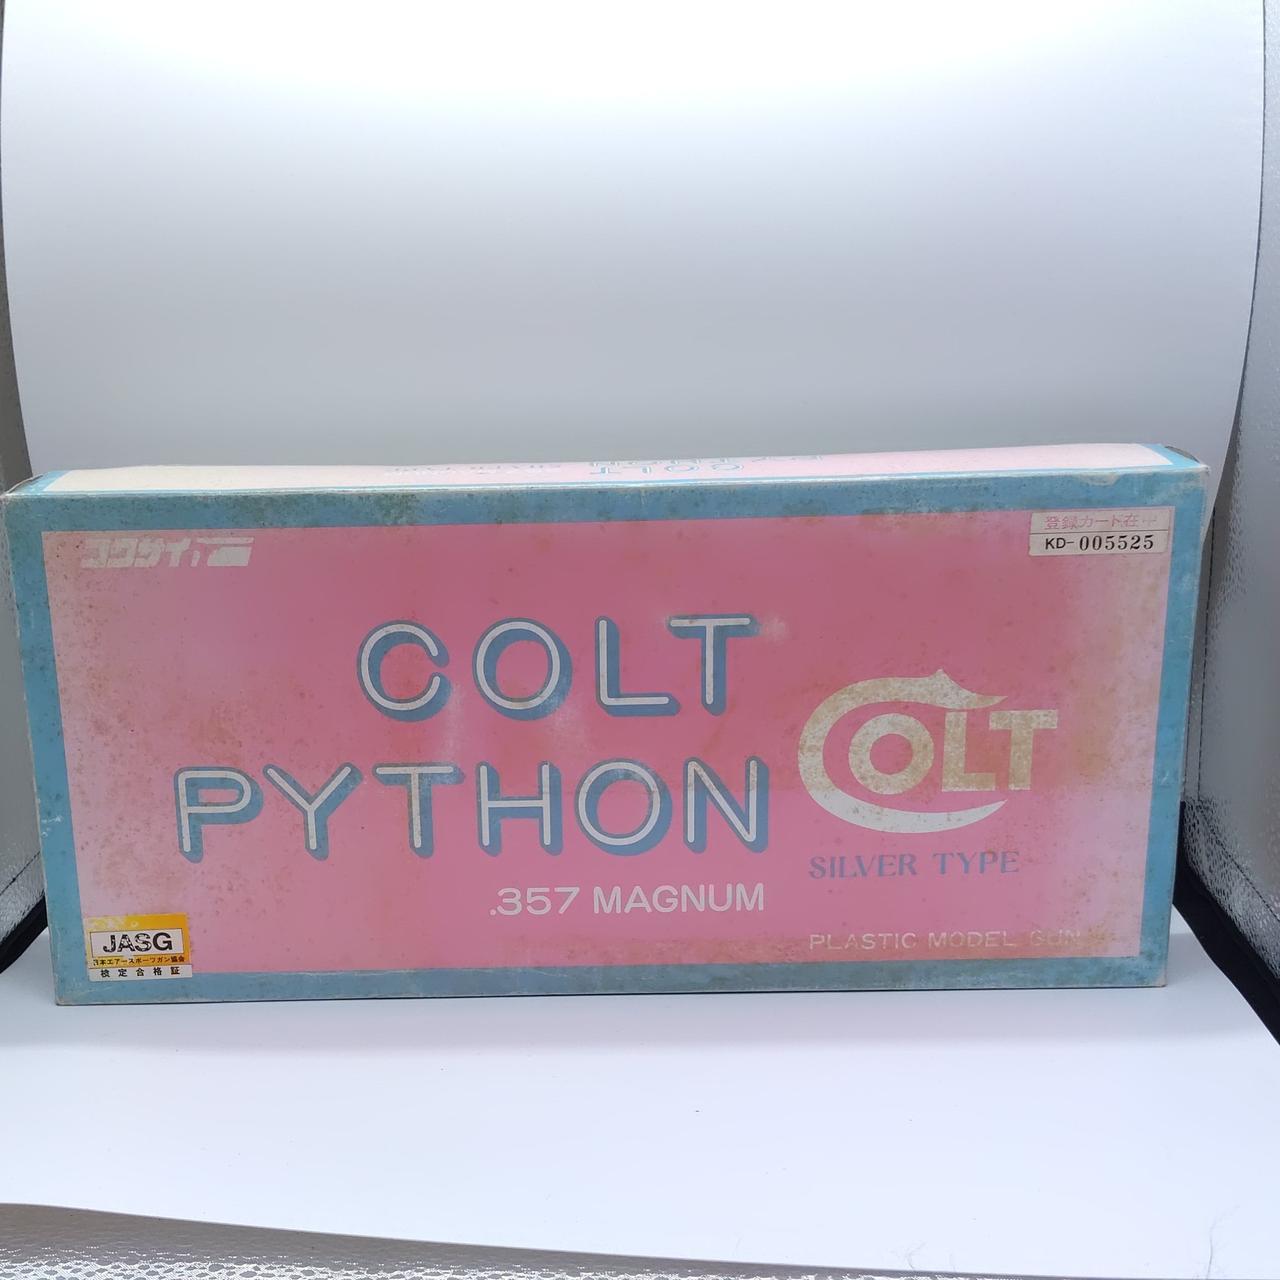 コクサイ
登録カード在中
KD-005525
COLT
PYTHON
COLT
SILVER TYPE
.357 MAGNUM
PLASTIC MODEL GUN
JASG
日本エアースポーツガン協会
検定合格証
COLT
PYTHON